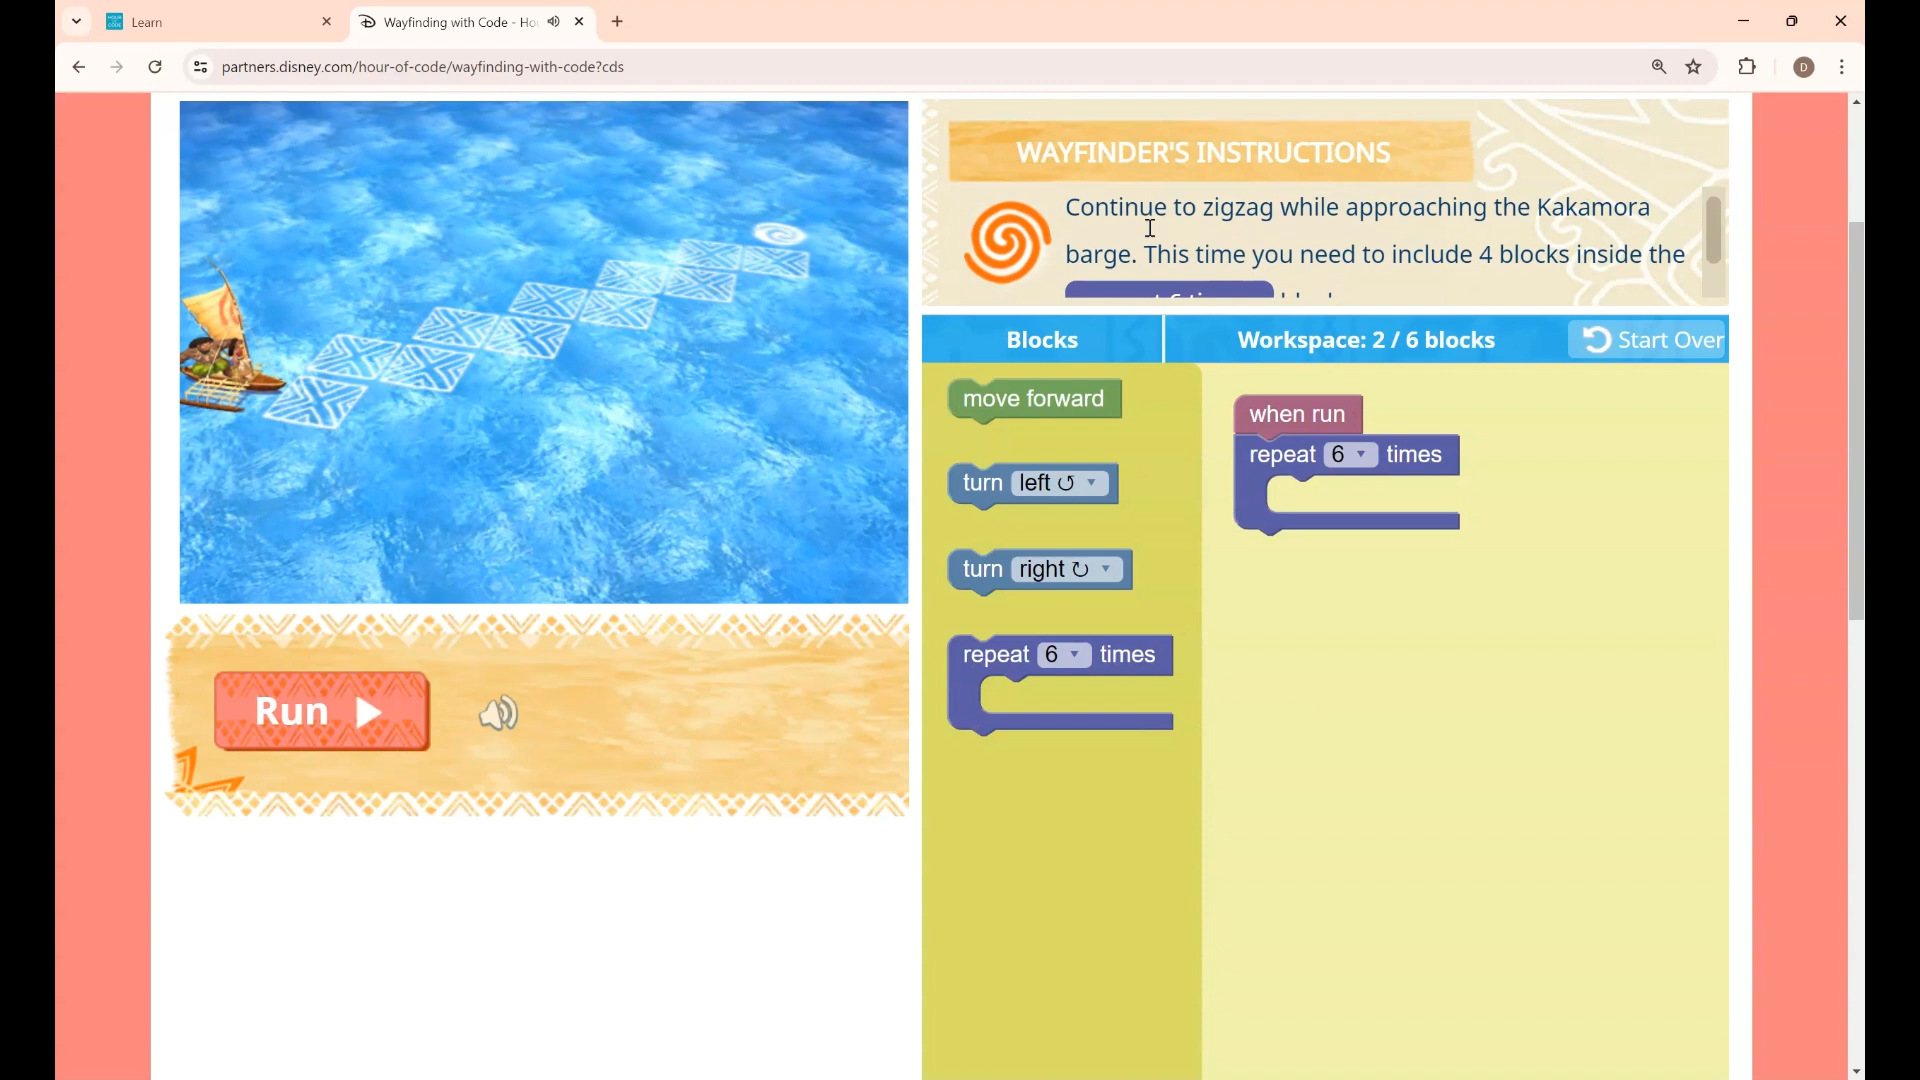 Learn
Wayfinding with Code - Ho
partners.disney.com/hour-of-code/wayfinding-with-code?cds
D
WAYFINDER'S INSTRUCTIONS
Continue to zigzag while approaching the Kakamora
barge. This time you need to include 4 blocks inside the
Blocks
Workspace: 2 / 6 blocks
Start Over
move forward
turn left ↺
turn right ↻
repeat 6 times
when run
repeat 6 times
Run